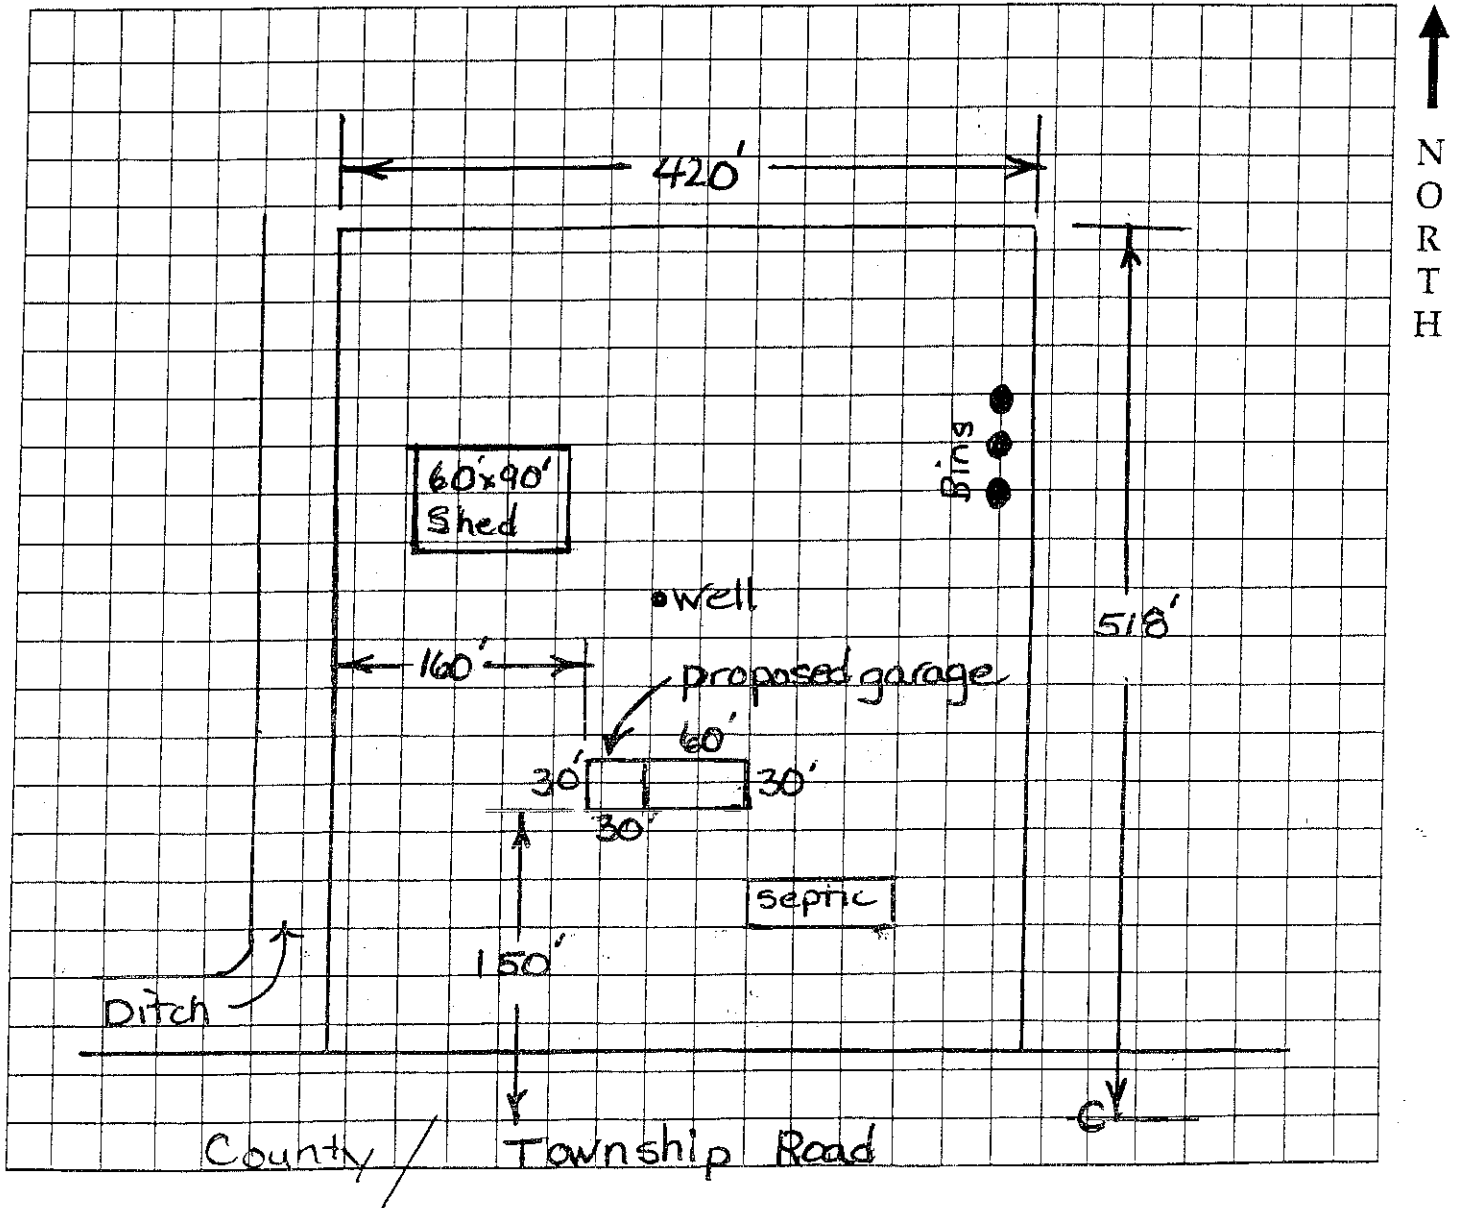 NORTH
420'
60'x90'
Shed
Bins
well
518'
160'
proposed garage
60'
30'
30'
30'
septic
150'
Ditch
C
County / Township Road